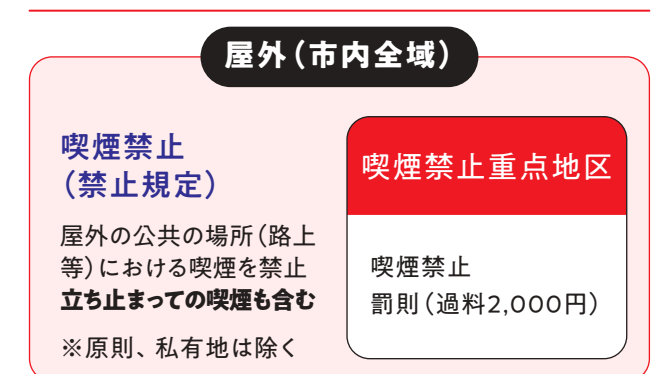 屋外（市内全域）
喫煙禁止
（禁止規定）
屋外の公共の場所（路上
等）における喫煙を禁止
立ち止まっての喫煙も含む
※原則、私有地は除く
喫煙禁止重点地区
喫煙禁止
罰則（過料2,000円）